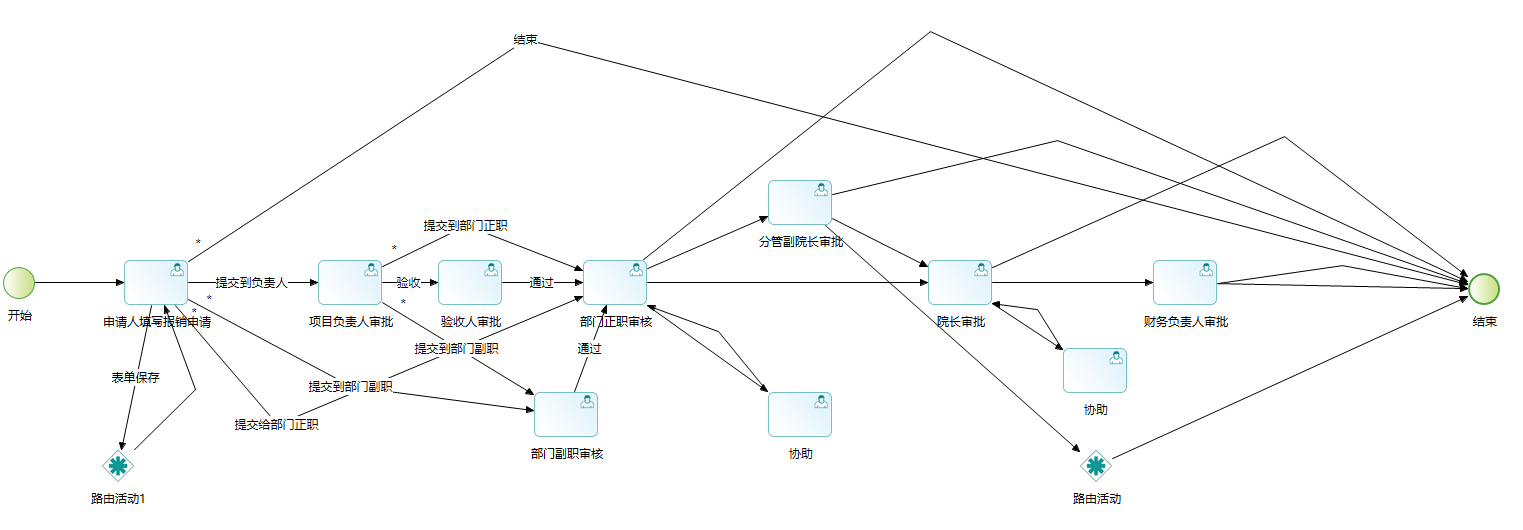 结束
*
提交到部门正职
*
分管副院长审批
提交到负责人
验收
通过
*
*
*
开始
申请人填写报销申请
项目负责人审批
验收人审批
部门正职审核
院长审批
财务负责人审批
结束
提交到部门副职
通过
表单保存
提交到部门副职
协助
提交给部门正职
部门副职审核
协助
路由活动1
路由活动